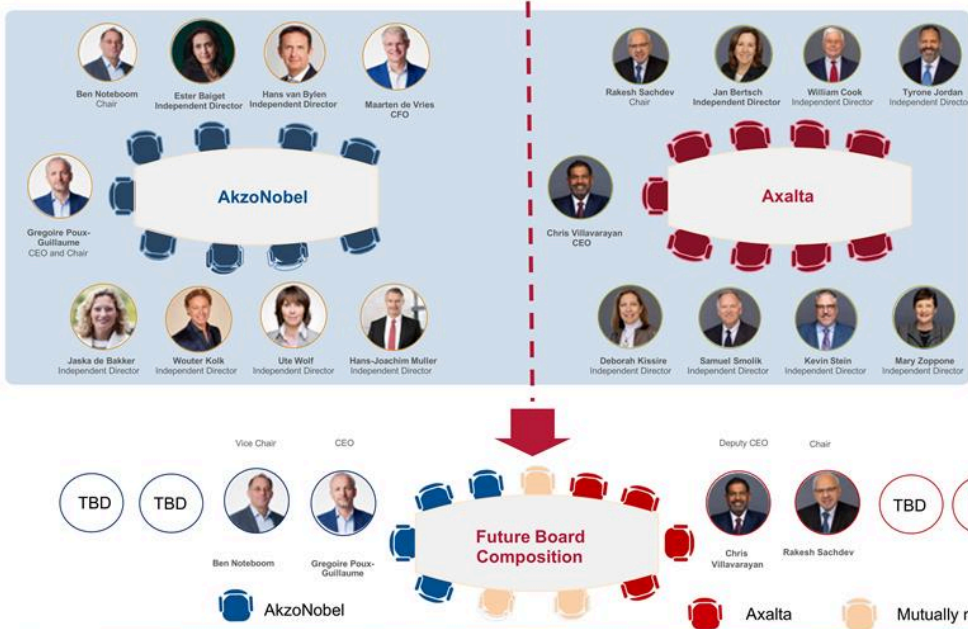 Ben Noteboom
Chair
Ester Baiget
Independent Director
Hans van Bylen
Independent Director
Maarten de Vries
CFO
Rakesh Sachdev
Chair
Jan Bertsch
Independent Director
William Cook
Independent Director
Tyrone Jordan
Independent Director
AkzoNobel
Axalta
Gregoire Poux-
Guillaume
CEO and Chair
Chris Villavarayan
CEO
Jaska de Bakker
Independent Director
Wouter Kolk
Independent Director
Ute Wolf
Independent Director
Hans-Joachim Muller
Independent Director
Deborah Kissire
Independent Director
Samuel Smolik
Independent Director
Kevin Stein
Independent Director
Mary Zoppone
Independent Director
Vice Chair
CEO
Deputy CEO
Chair
TBD
TBD
TBD
Future Board
Composition
Ben Noteboom
Gregoire Poux-
Guillaume
Chris
Villavarayan
Rakesh Sachdev
AkzoNobel
Axalta
Mutually